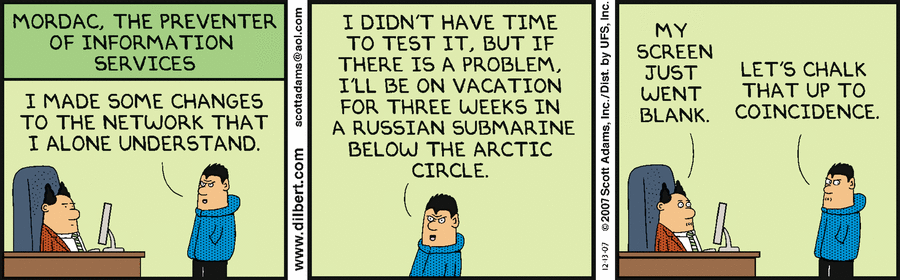 MORDAC, THE PREVENTER
OF INFORMATION
SERVICES
I MADE SOME CHANGES
TO THE NETWORK THAT
I ALONE UNDERSTAND.
www.dilbert.com
scottadams@aol.com
I DIDN'T HAVE TIME
TO TEST IT, BUT IF
THERE IS A PROBLEM,
I'LL BE ON VACATION
FOR THREE WEEKS IN
A RUSSIAN SUBMARINE
BELOW THE ARCTIC
CIRCLE.
12-13-07
© 2007 Scott Adams, Inc./Dist. by UFS, Inc.
MY
SCREEN
JUST
WENT
BLANK.
LET'S CHALK
THAT UP TO
COINCIDENCE.